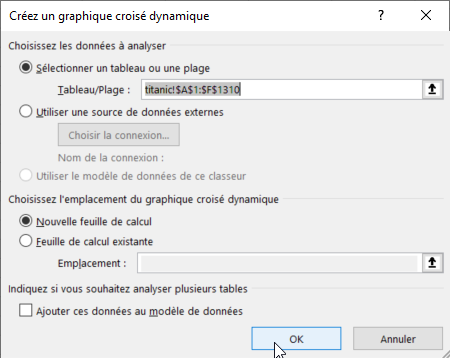 Créez un graphique croisé dynamique
? ×
Choisissez les données à analyser
Sélectionner un tableau ou une plage
Tableau/Plage : titanic!$A$1:$F$1310
Utiliser une source de données externes
Choisir la connexion...
Nom de la connexion :
Utiliser le modèle de données de ce classeur
Choisissez l'emplacement du graphique croisé dynamique
Nouvelle feuille de calcul
Feuille de calcul existante
Emplacement :
Indiquez si vous souhaitez analyser plusieurs tables
Ajouter ces données au modèle de données
OK Annuler